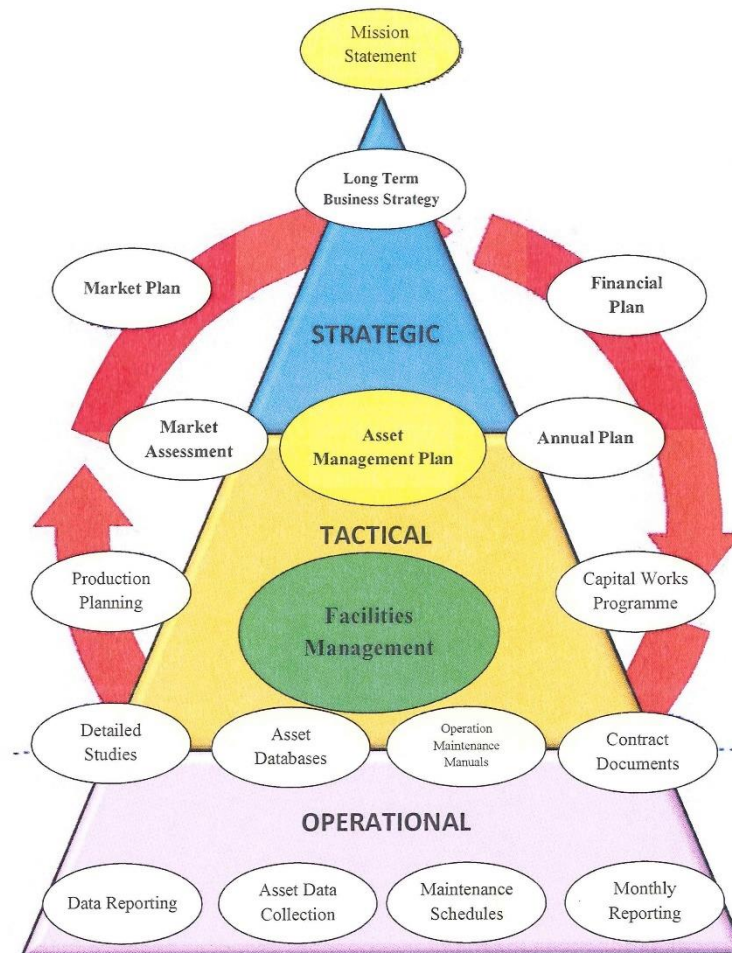 Mission
Statement
Long Term
Business Strategy
Market Plan
Financial
Plan
STRATEGIC
Market
Assessment
Asset
Management Plan
Annual Plan
TACTICAL
Production
Planning
Facilities
Management
Capital Works
Programme
Detailed
Studies
Asset
Databases
Operation
Maintenance
Manuals
Contract
Documents
OPERATIONAL
Data Reporting
Asset Data
Collection
Maintenance
Schedules
Monthly
Reporting